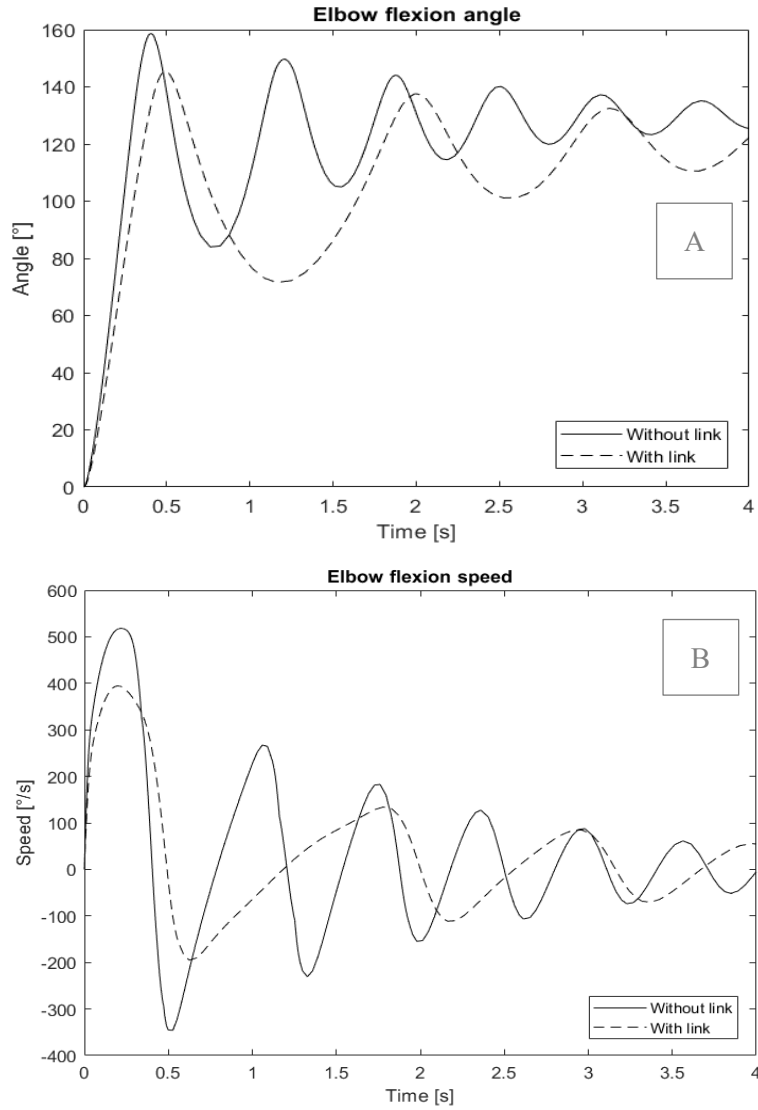 Elbow flexion angle
160
140
120
100
80
60
40
20
0
Angle [°]
A
Without link
With link
0 0.5 1 1.5 2 2.5 3 3.5 4
Time [s]
Elbow flexion speed
600
500
400
300
200
100
0
-100
-200
-300
-400
Speed [°/s]
B
Without link
With link
0 0.5 1 1.5 2 2.5 3 3.5 4
Time [s]